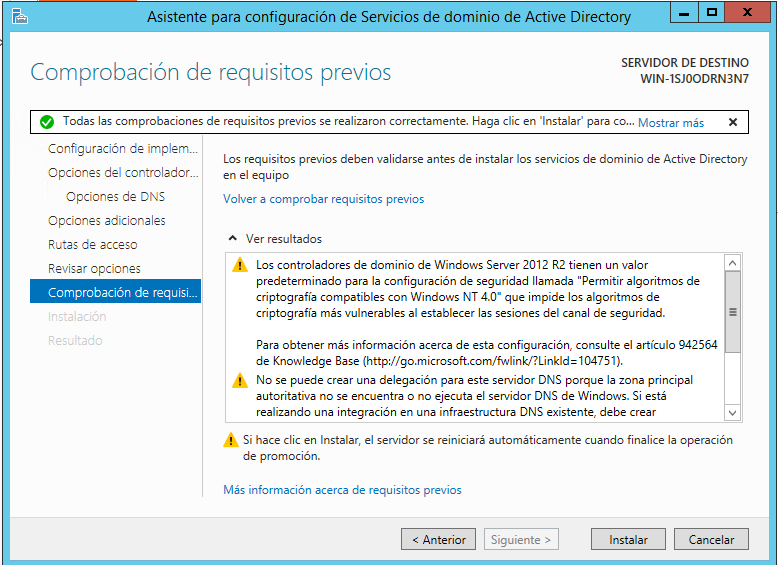 Asistente para configuración de Servicios de dominio de Active Directory
Comprobación de requisitos previos
SERVIDOR DE DESTINO
WIN-1SJ0ODRN3N7
Todas las comprobaciones de requisitos previos se realizaron correctamente. Haga clic en 'Instalar' para co... Mostrar más
Configuración de implem...
Opciones del controlador...
Opciones de DNS
Opciones adicionales
Rutas de acceso
Revisar opciones
Comprobación de requisi...
Instalación
Resultado
Los requisitos previos deben validarse antes de instalar los servicios de dominio de Active Directory
en el equipo
Volver a comprobar requisitos previos
Ver resultados
Los controladores de dominio de Windows Server 2012 R2 tienen un valor
predeterminado para la configuración de seguridad llamada "Permitir algoritmos de
criptografía compatibles con Windows NT 4.0" que impide los algoritmos de
criptografía más vulnerables al establecer las sesiones del canal de seguridad.
Para obtener más información acerca de esta configuración, consulte el artículo 942564
de Knowledge Base (http://go.microsoft.com/fwlink/?LinkId=104751).
No se puede crear una delegación para este servidor DNS porque la zona principal
autoritativa no se encuentra o no ejecuta el servidor DNS de Windows. Si está
realizando una integración en una infraestructura DNS existente, debe crear
Si hace clic en Instalar, el servidor se reiniciará automáticamente cuando finalice la operación
de promoción.
Más información acerca de requisitos previos
< Anterior
Siguiente >
Instalar
Cancelar